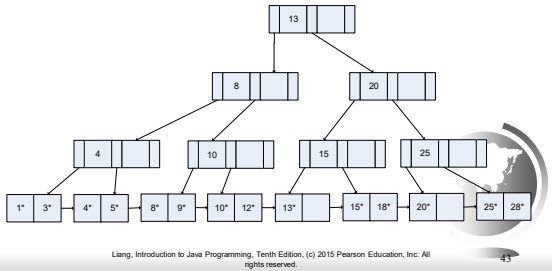 13
8 20
4 10 15 25
1* 3* 4* 5* 8* 9* 10* 12* 13* 15* 18* 20* 25* 28*
Liang, Introduction to Java Programming, Tenth Edition, (c) 2015 Pearson Education, Inc. All
rights reserved.
43